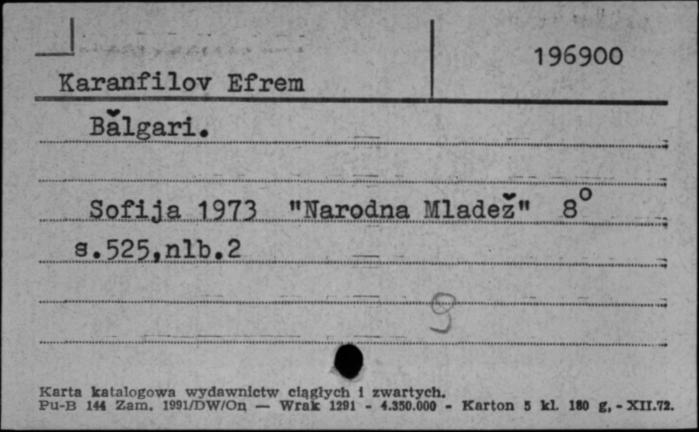 196900
Karanfilov Efrem
Bălgari.
Sofija 1973 "Narodna Mladež" 8°
s.525,nlb.2
Karta katalogowa wydawnictw ciągłych i zwartych.
Pu-B 144 Zam. 1991/DW/On — Wrak 1291 - 4.350.000 - Karton 5 kl. 180 g, - XII.72.